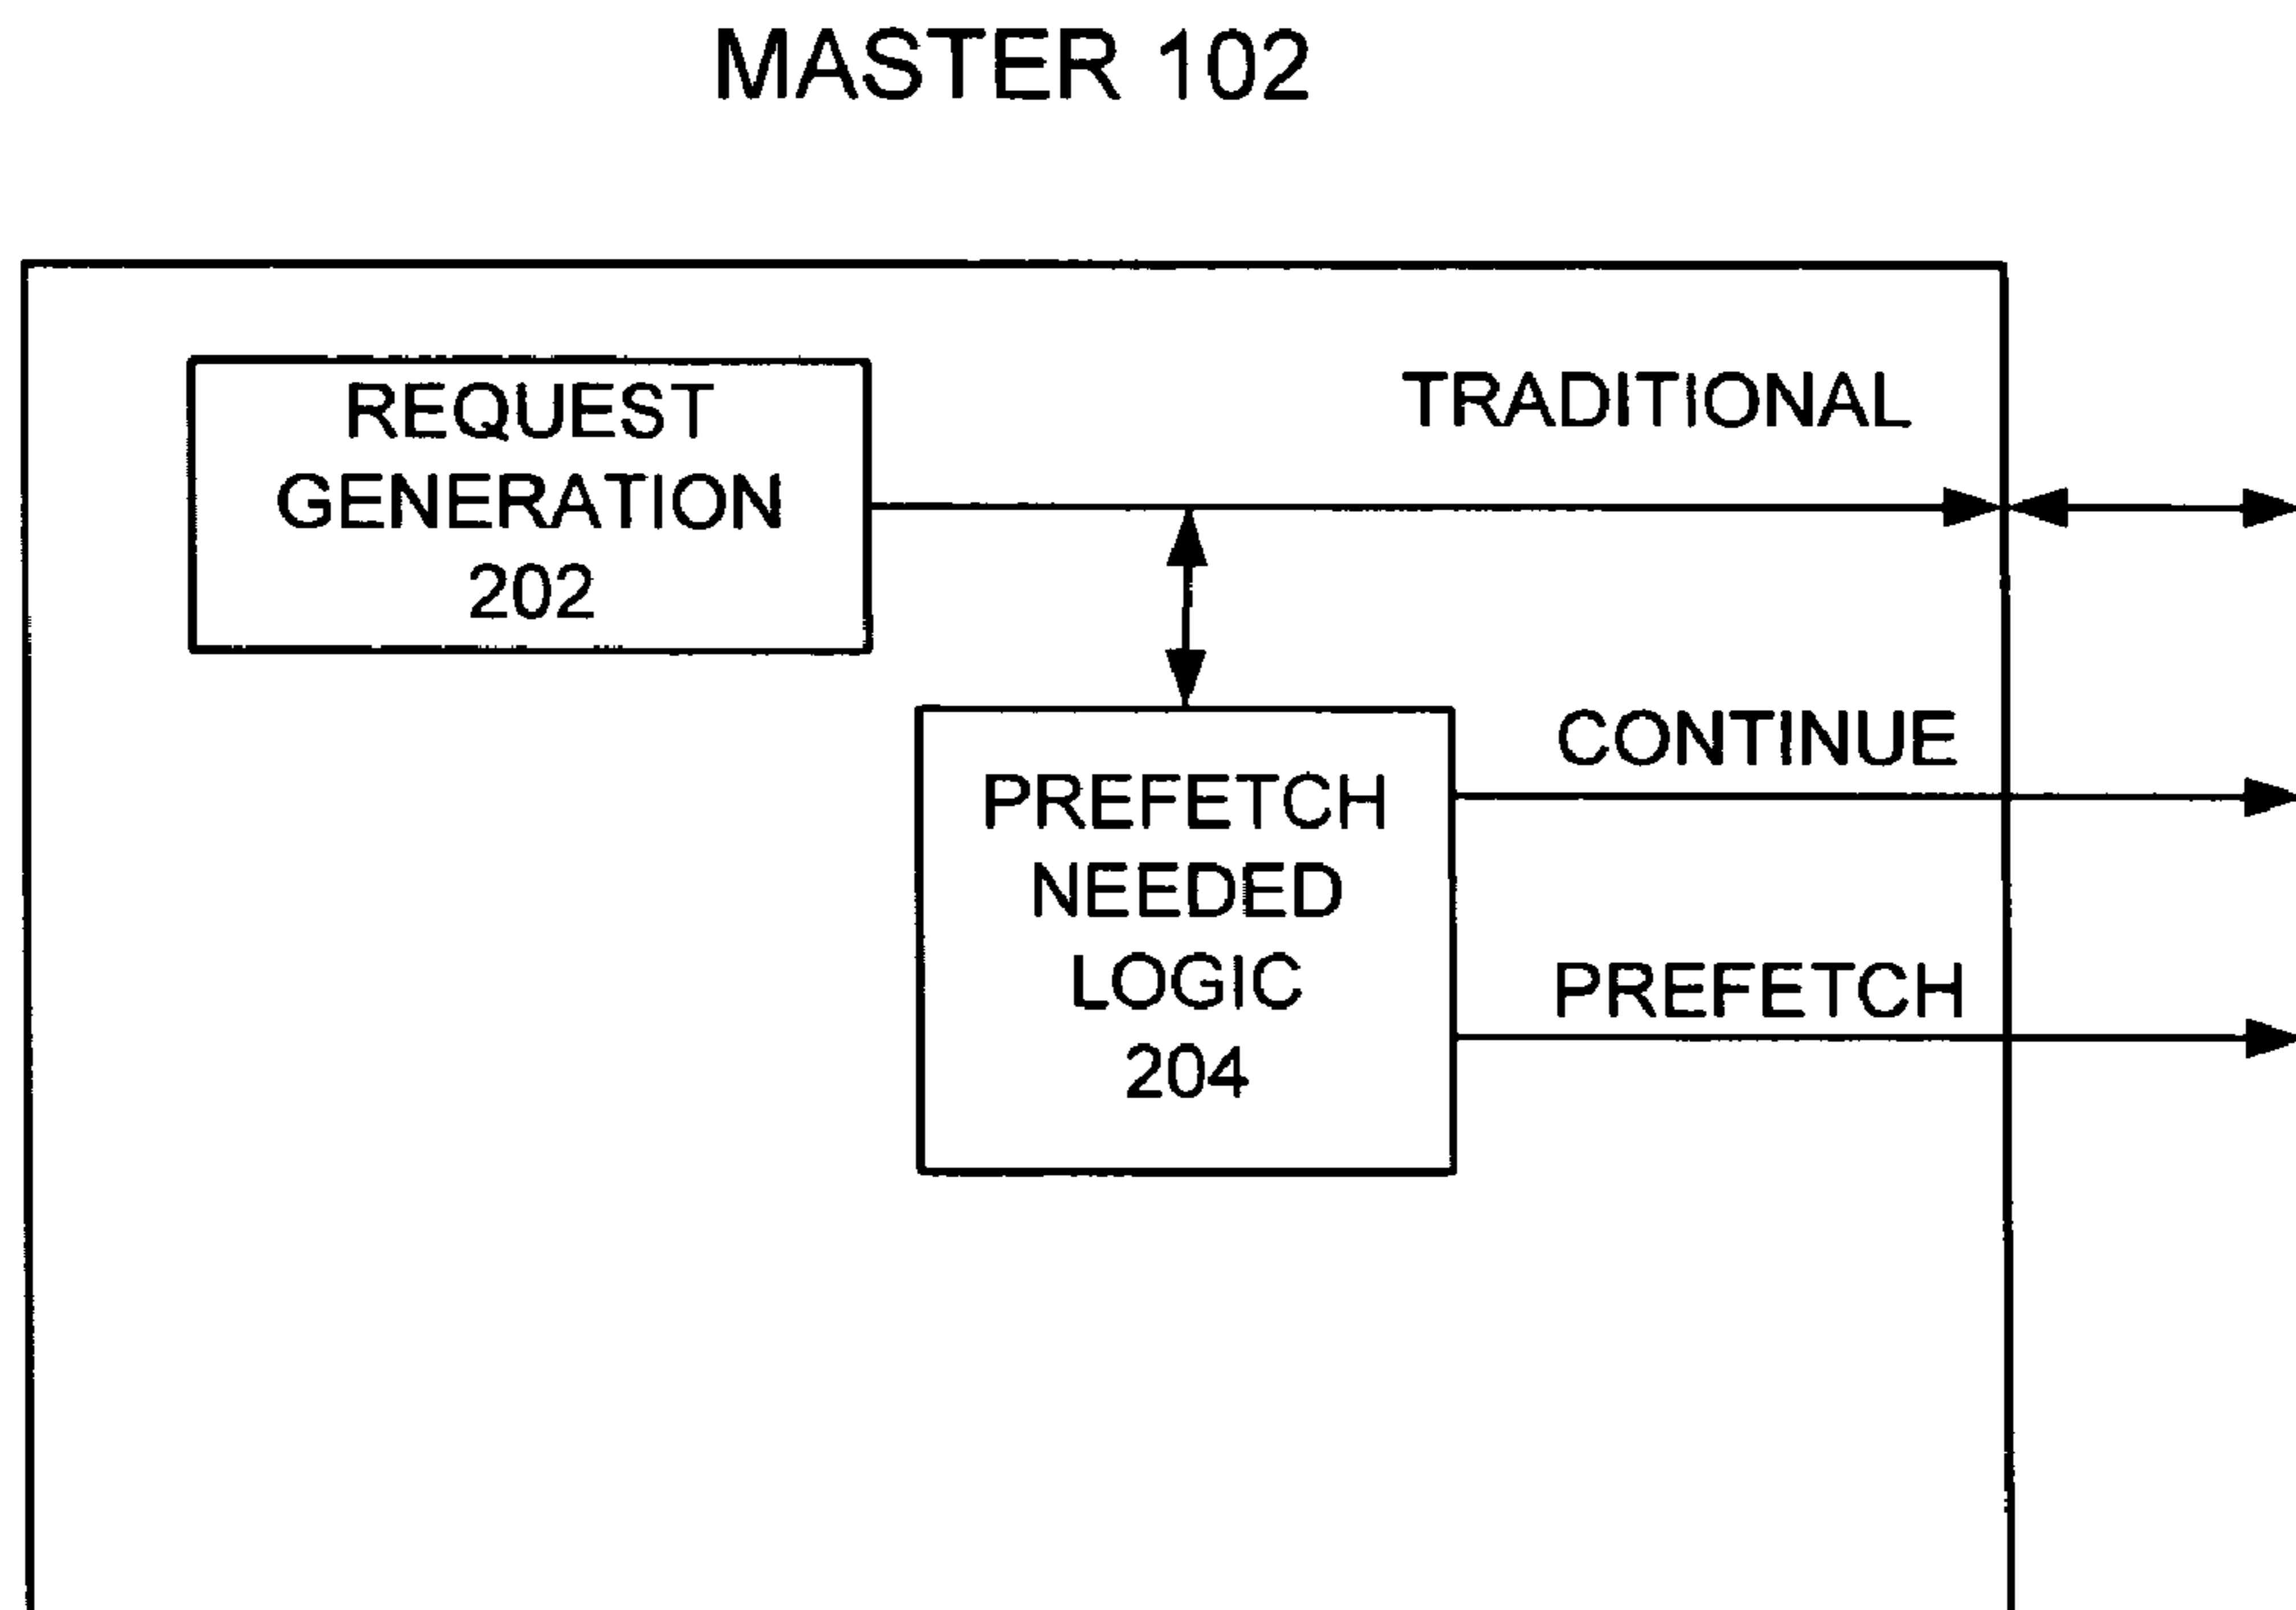 MASTER 102
REQUEST
GENERATION
202
TRADITIONAL
CONTINUE
PREFETCH
NEEDED
LOGIC
204
PREFETCH